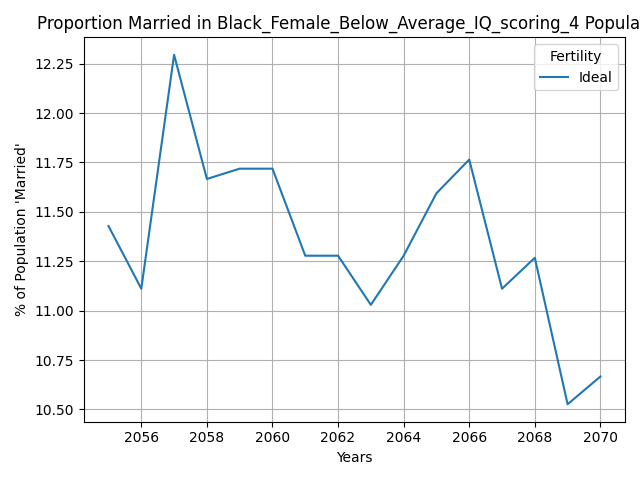 Proportion Married in Black_Female_Below_Average_IQ_scoring_4 Popula
Fertility
Ideal
% of Population 'Married'
12.25
12.00
11.75
11.50
11.25
11.00
10.75
10.50
2056 2058 2060 2062 2064 2066 2068 2070
Years